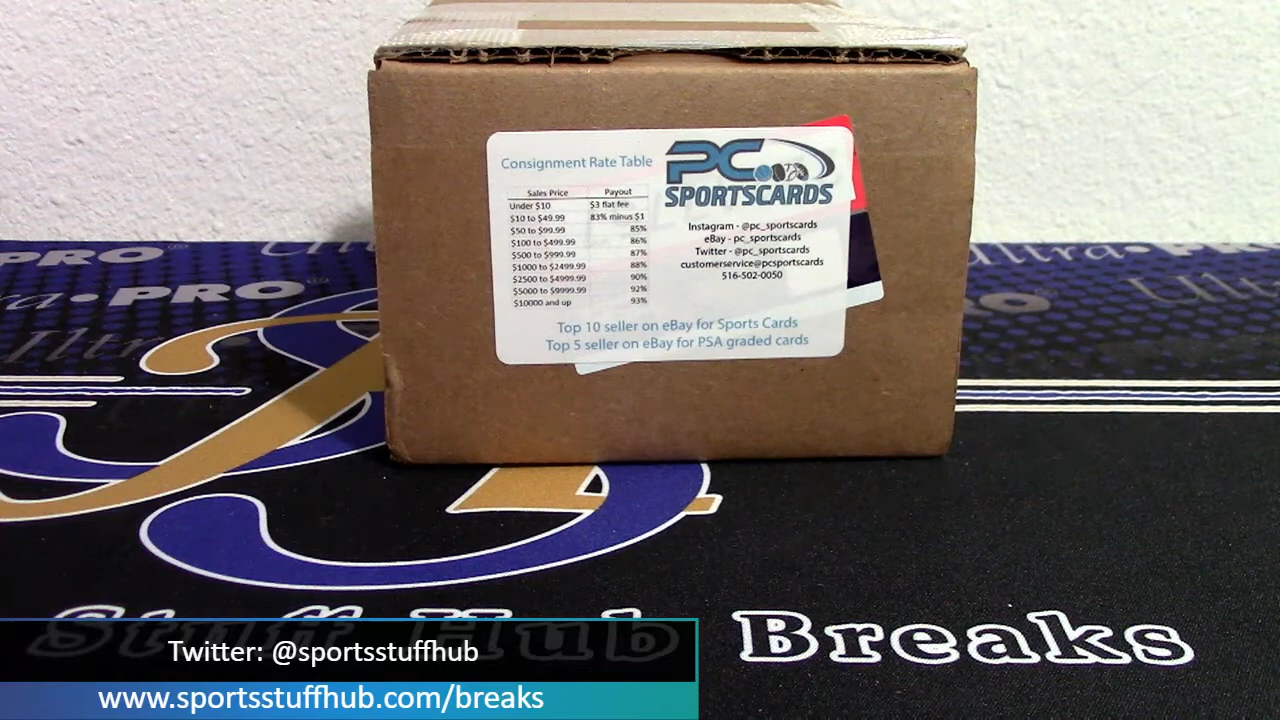 Consignment Rate Table
Sales Price Payout
Under $10 $3 flat fee
$10 to $49.99 83% minus $1
$50 to $99.99 85%
$100 to $499.99 86%
$500 to $999.99 87%
$1000 to $2499.99 88%
$2500 to $4999.99 90%
$5000 to $9999.99 92%
$10000 and up 93%
PC
SPORTSCARDS
Instagram - @pc_sportscards
eBay - pc_sportscards
Twitter - @pc_sportscards
customerservice@pcsportscards
516-502-0050
Top 10 seller on eBay for Sports Cards
Top 5 seller on eBay for PSA graded cards
PRO®
Ultra
PRO®
Stuff Hub Breaks
Twitter: @sportsstuffhub
www.sportsstuffhub.com/breaks